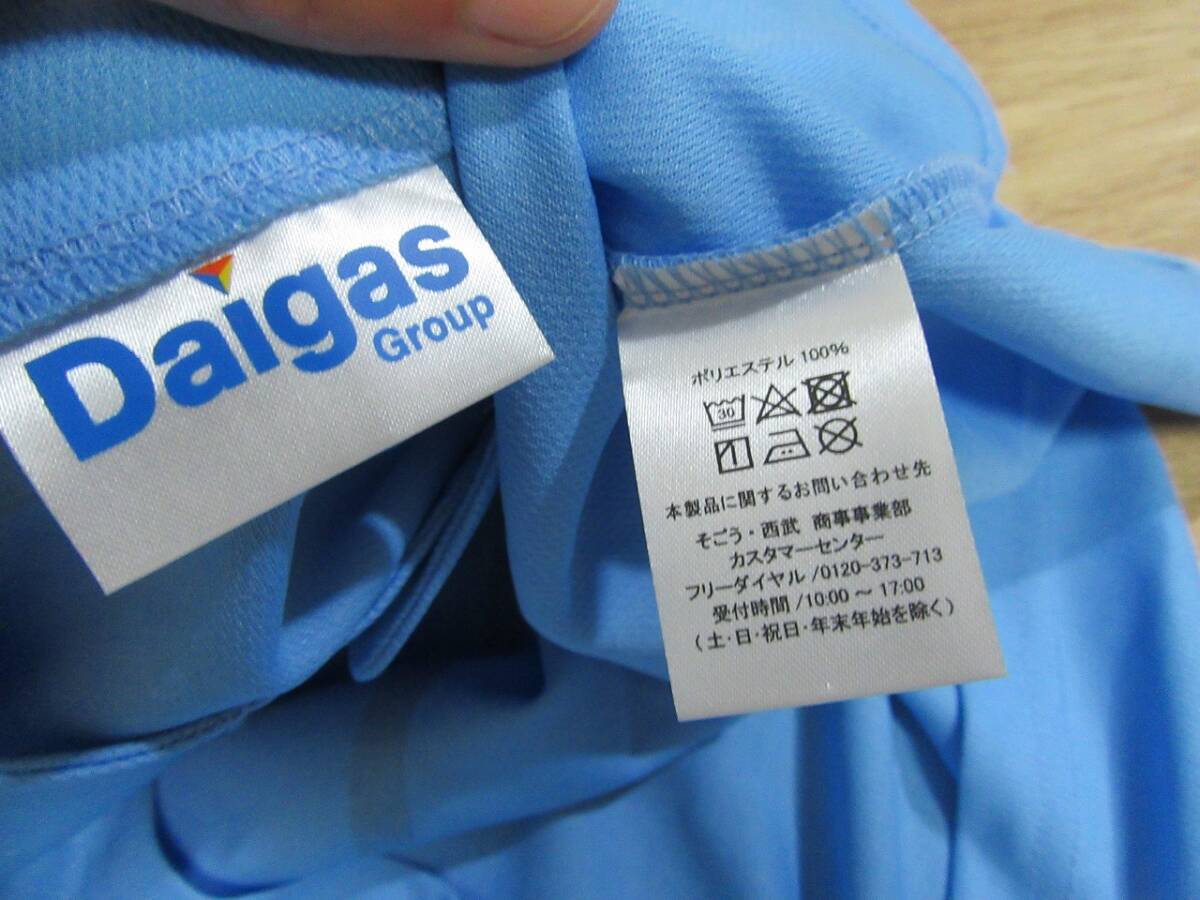 Daigas
Group
ポリエステル 100%
30
本製品に関するお問い合わせ先
そごう・西武 商事事業部
カスタマーセンター
フリーダイヤル/0120-373-713
受付時間/10:00～17:00
(土・日・祝日・年末年始を除く)